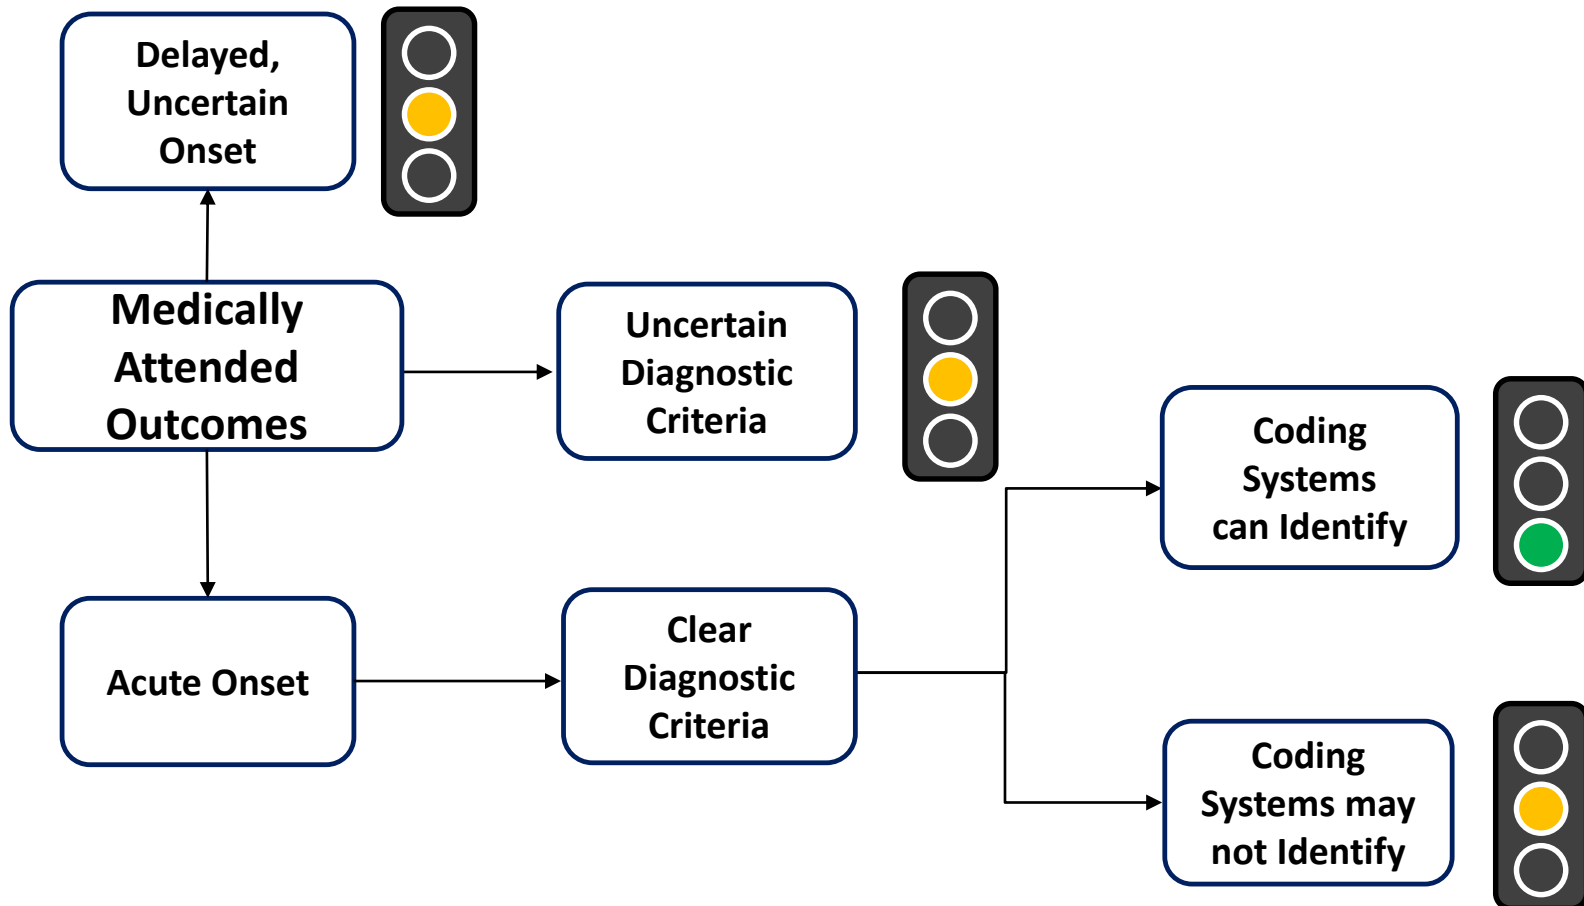 Delayed,
Uncertain
Onset
Medically
Attended
Outcomes
Uncertain
Diagnostic
Criteria
Coding
Systems
can Identify
Acute Onset
Clear
Diagnostic
Criteria
Coding
Systems may
not Identify